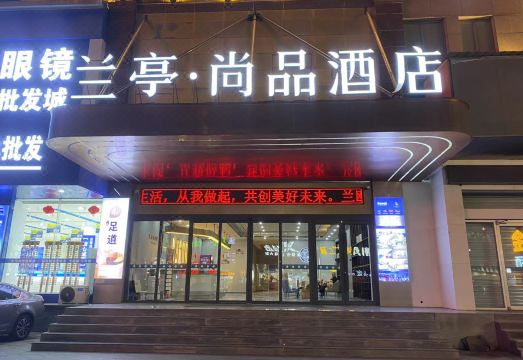 兰亭·尚品酒店
眼镜
批发城
批发
生活，从我做起，共创美好未来。兰
足道